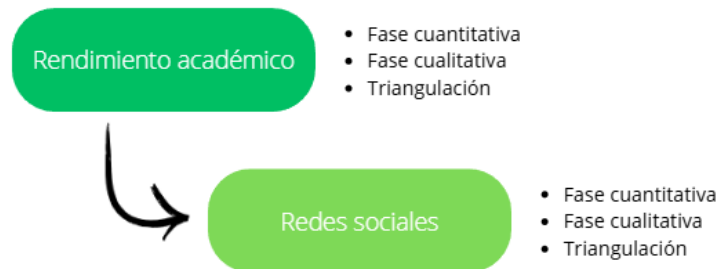 Rendimiento académico
• Fase cuantitativa
• Fase cualitativa
• Triangulación
Redes sociales
• Fase cuantitativa
• Fase cualitativa
• Triangulación